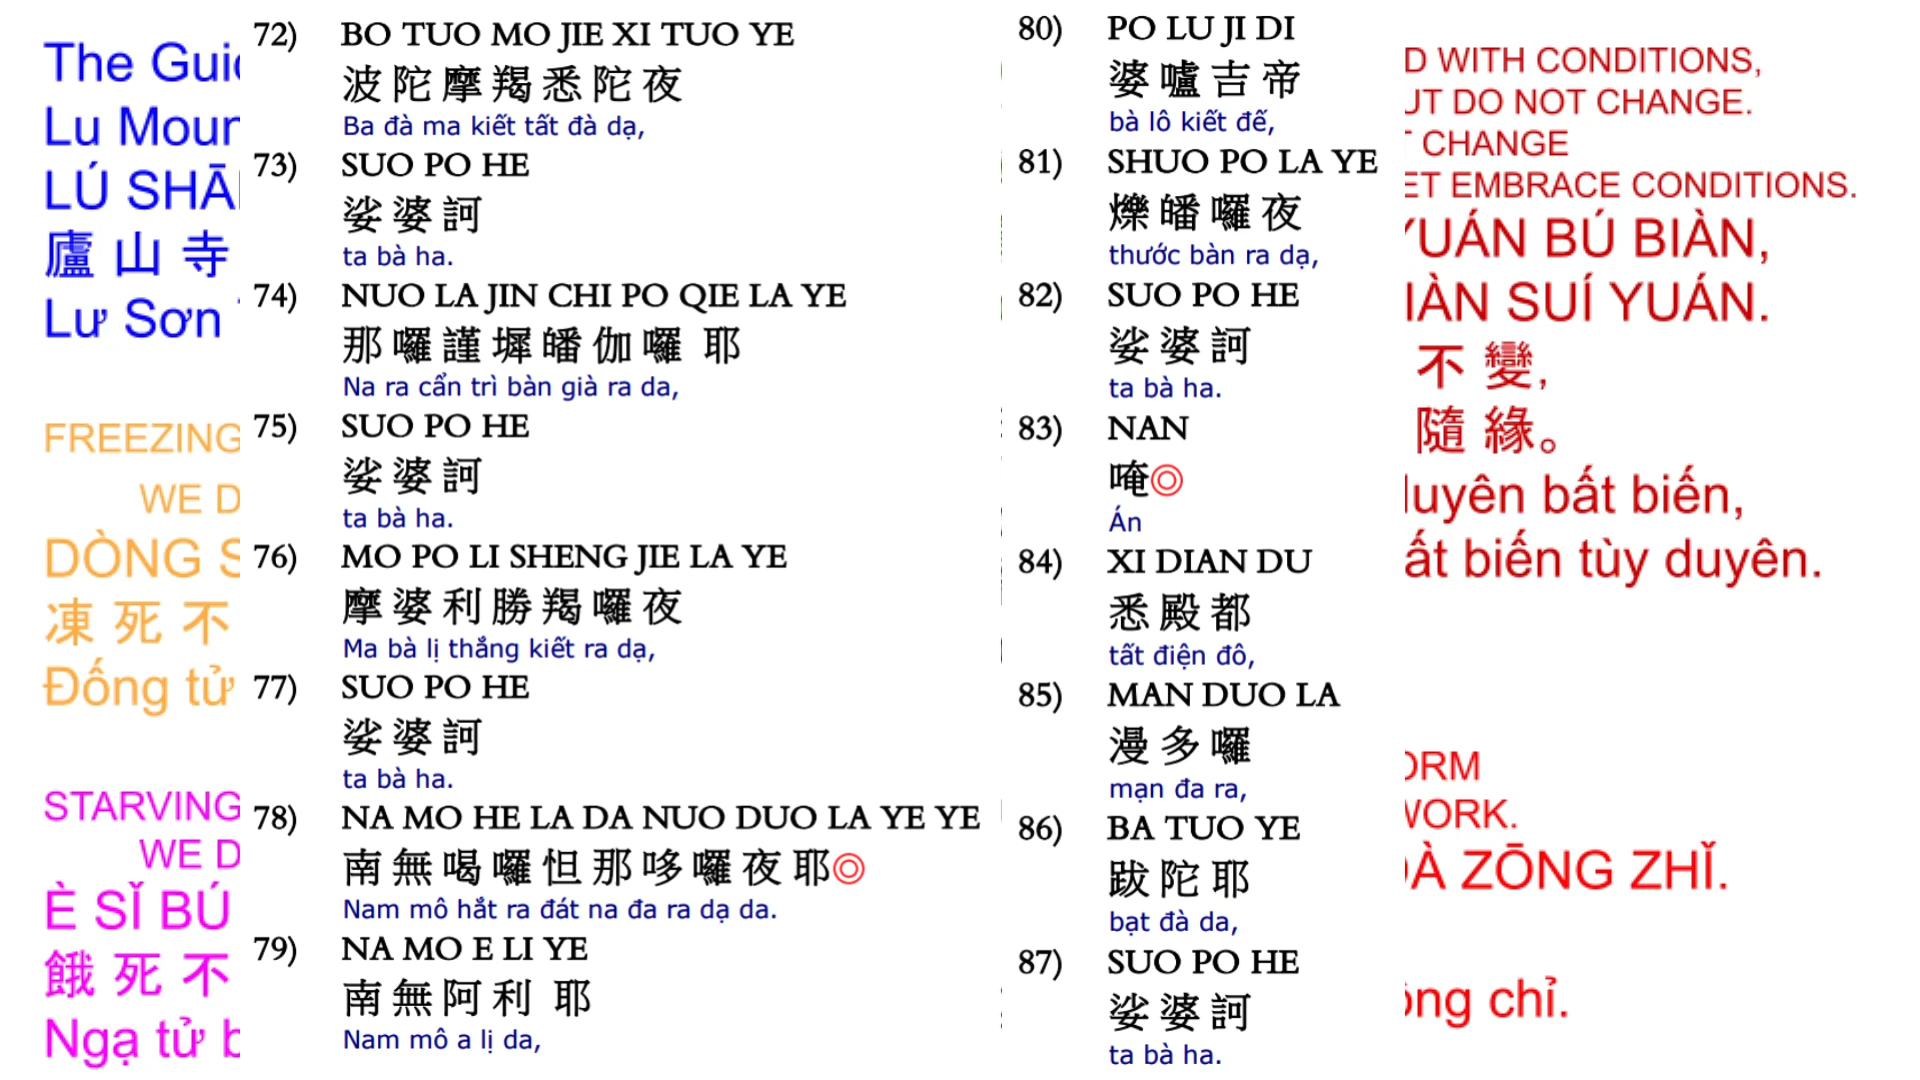 The Guid
Lu Moun
LÚ SHĀ
廬 山 寺
Lư Sơn
FREEZING
WE D
DÒNG S
凍 死 不
Đống tử
STARVING
WE D
È SǏ BÚ
餓 死 不
Ngạ tử b
72) BO TUO MO JIE XI TUO YE
波 陀 摩 羯 悉 陀 夜
Ba đà ma kiết tất đà dạ,
73) SUO PO HE
娑 婆 訶
ta bà ha.
74) NUO LA JIN CHI PO QIE LA YE
那 囉 謹 墀 皤 伽 囉 耶
Na ra cẩn trì bàn già ra da,
75) SUO PO HE
娑 婆 訶
ta bà ha.
76) MO PO LI SHENG JIE LA YE
摩 婆 利 勝 羯 囉 夜
Ma bà lị thắng kiết ra dạ,
77) SUO PO HE
娑 婆 訶
ta bà ha.
78) NA MO HE LA DA NUO DUO LA YE YE
南 無 喝 囉 怛 那 哆 囉 夜 耶◎
Nam mô hắt ra đát na đa ra dạ da.
79) NA MO E LI YE
南 無 阿 利 耶
Nam mô a lị da,
80) PO LU JI DI
婆 嚧 吉 帝
bà lô kiết đế,
81) SHUO PO LA YE
爍 皤 囉 夜
thước bàn ra dạ,
82) SUO PO HE
娑 婆 訶
ta bà ha.
83) NAN
唵◎
Án
84) XI DIAN DU
悉 殿 都
tất điện đô,
85) MAN DUO LA
漫 多 囉
mạn đa ra,
86) BA TUO YE
跋 陀 耶
bạt đà da,
87) SUO PO HE
娑 婆 訶
ta bà ha.
D WITH CONDITIONS,
UT DO NOT CHANGE.
CHANGE
ET EMBRACE CONDITIONS.
YUÁN BÚ BIÀN,
IÀN SUÍ YUÁN.
不 變,
隨 緣。
duyên bất biến,
ất biến tùy duyên.
ORM
WORK.
DÀ ZŌNG ZHǏ.
ông chỉ.